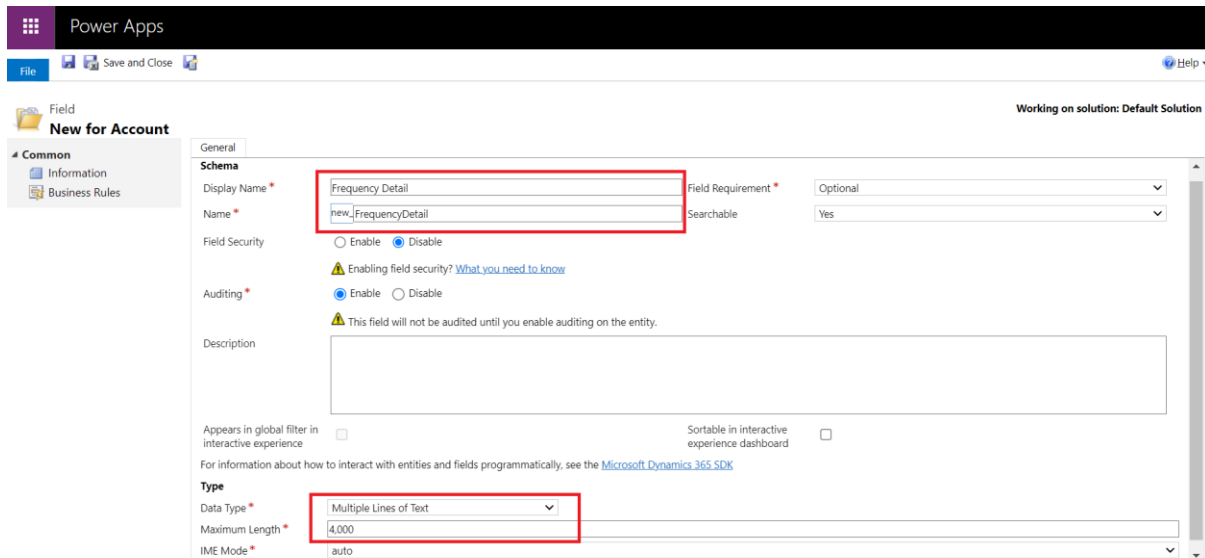 Power Apps
File Save and Close Help
Field
New for Account
Working on solution: Default Solution
Common
Information
Business Rules
General
Schema
Display Name * Frequency Detail Field Requirement * Optional
Name * new_ FrequencyDetail Searchable Yes
Field Security Enable Disable
Enabling field security? What you need to know
Auditing * Enable Disable
This field will not be audited until you enable auditing on the entity.
Description
Appears in global filter in
interactive experience
Sortable in interactive
experience dashboard
For information about how to interact with entities and fields programmatically, see the Microsoft Dynamics 365 SDK
Type
Data Type * Multiple Lines of Text
Maximum Length * 4,000
IME Mode * auto